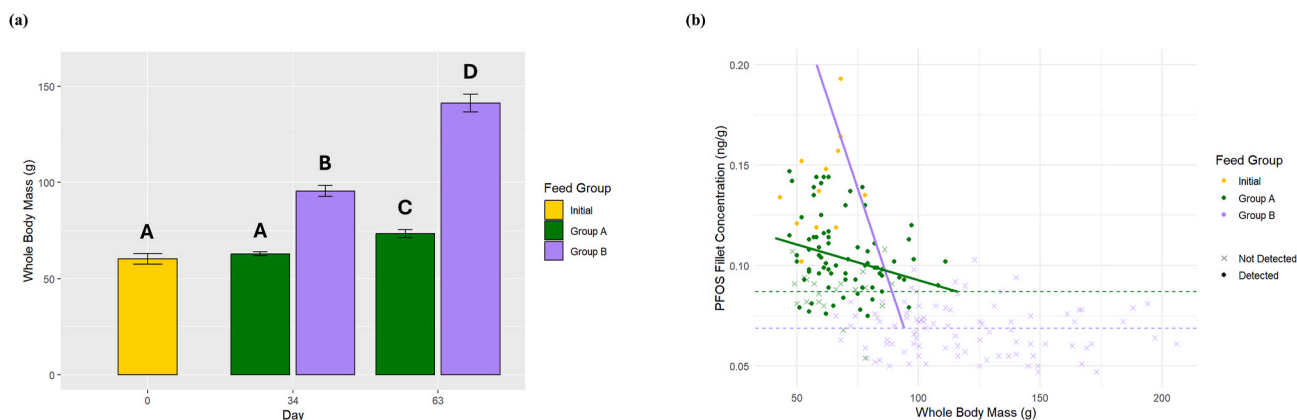 (a)
Whole Body Mass (g)
150
100
50
0
A
A
B
C
D
0
34
63
Day
Feed Group
Initial
Group A
Group B
(b)
PFOS Fillet Concentration (ng/g)
0.20
0.15
0.10
0.05
50
100
150
200
Whole Body Mass (g)
Feed Group
Initial
Group A
Group B
Not Detected
Detected